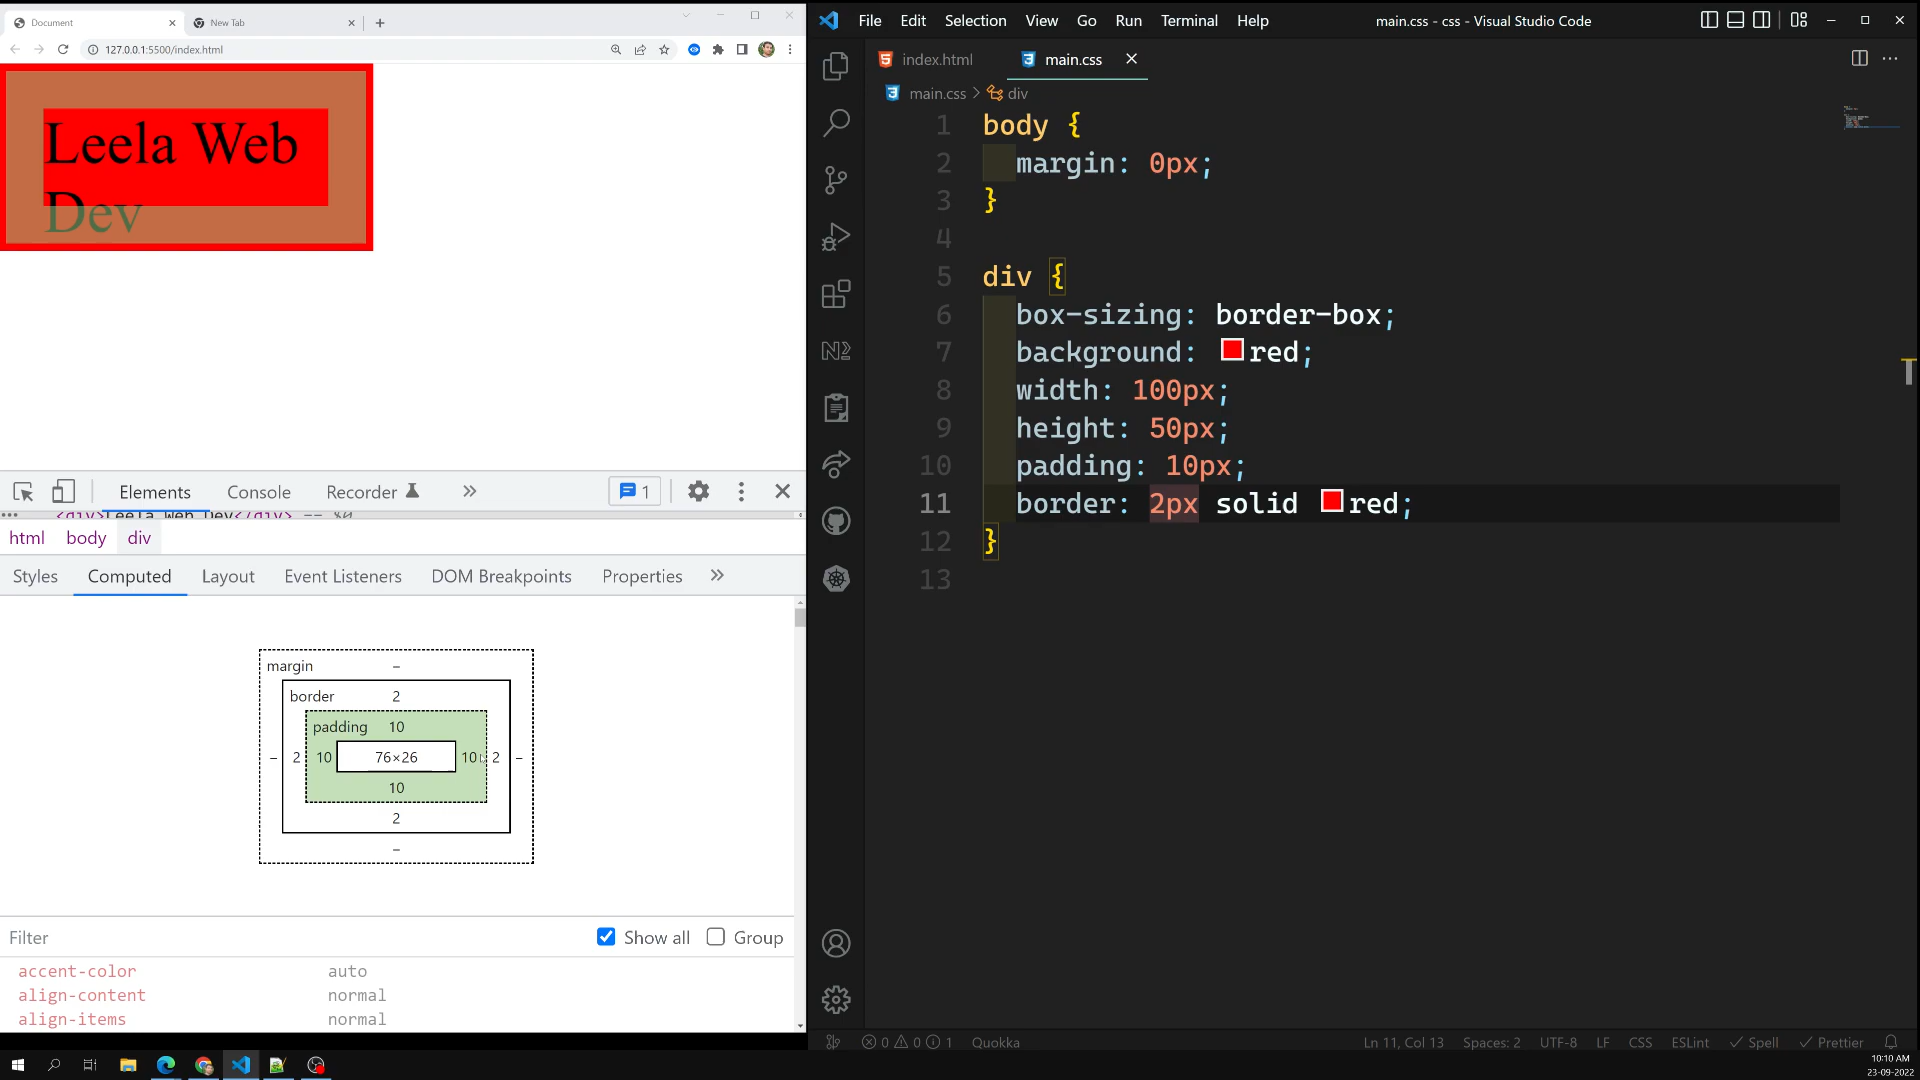 Document
New Tab
127.0.0.1:5500/index.html
Leela Web
Dev
Elements
Console
Recorder
1
<div>Leela Web Dev</div> == $0
html
body
div
Styles
Computed
Layout
Event Listeners
DOM Breakpoints
Properties
margin
–
border
2
padding
10
–
2
10
76×26
10
2
–
10
2
–
Filter
Show all
Group
accent-color auto
align-content normal
align-items normal
File Edit Selection View Go Run Terminal Help
main.css - css - Visual Studio Code
index.html
main.css
main.css > div
1 body {
2 margin: 0px;
3 }
4
5 div {
6 box-sizing: border-box;
7 background: red;
8 width: 100px;
9 height: 50px;
10 padding: 10px;
11 border: 2px solid red;
12 }
13
0 0 1 Quokka
Ln 11, Col 13 Spaces: 2 UTF-8 LF CSS ESLint Spell Prettier
10:10 AM
23-09-2022